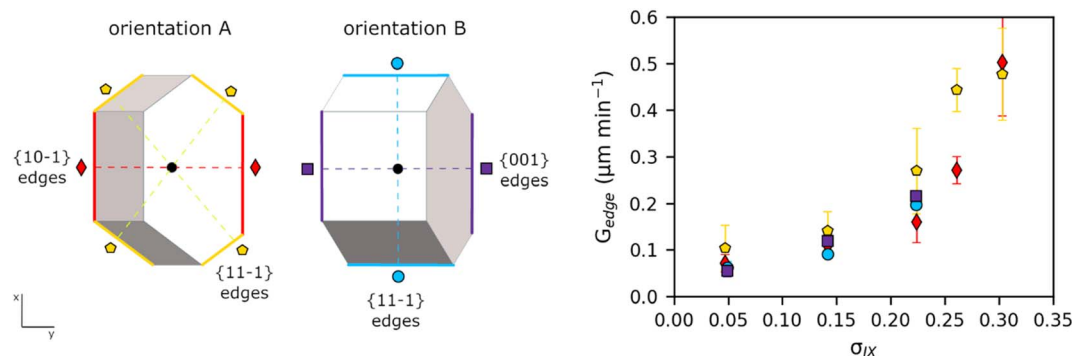 orientation A
orientation B
{10-1}
edges
{11-1}
edges
{001}
edges
{11-1}
edges
x
y
G_edge (μm min⁻¹)
0.6
0.5
0.4
0.3
0.2
0.1
0.0
0.00 0.05 0.10 0.15 0.20 0.25 0.30 0.35
σ_IX